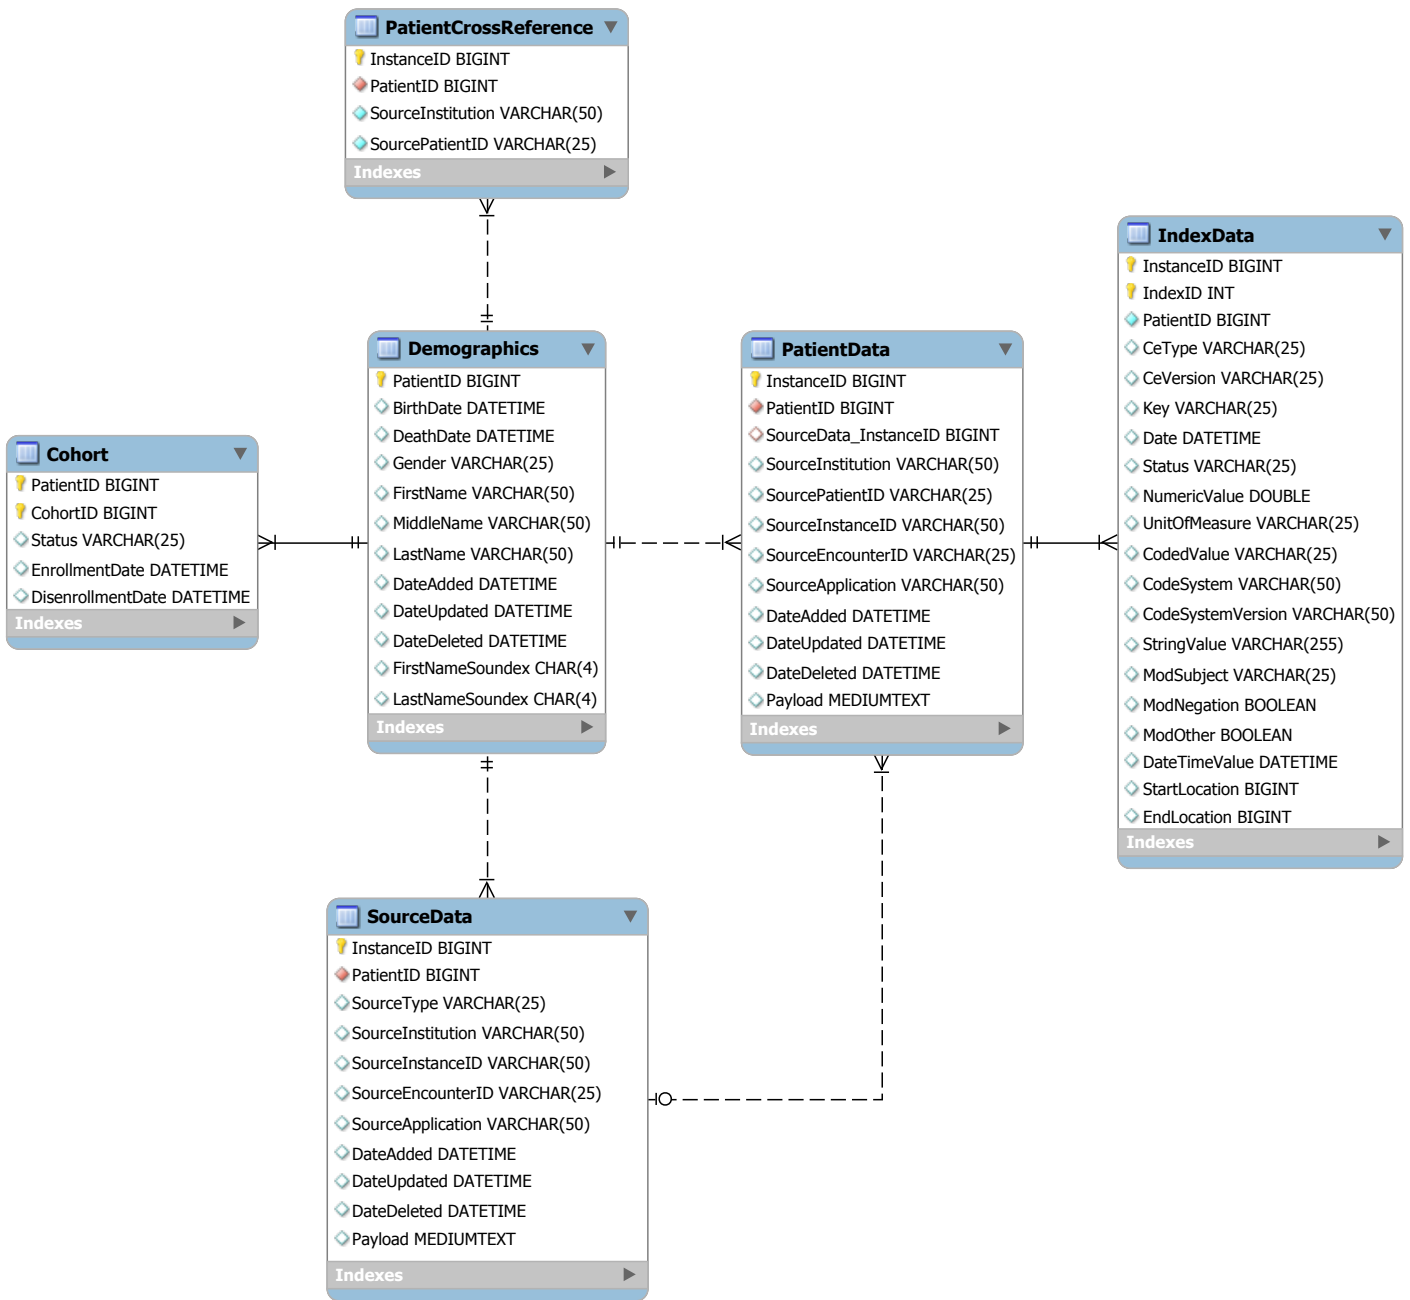 PatientCrossReference
InstanceID BIGINT
PatientID BIGINT
SourceInstitution VARCHAR(50)
SourcePatientID VARCHAR(25)
Indexes
Demographics
PatientID BIGINT
BirthDate DATETIME
DeathDate DATETIME
Gender VARCHAR(25)
FirstName VARCHAR(50)
MiddleName VARCHAR(50)
LastName VARCHAR(50)
DateAdded DATETIME
DateUpdated DATETIME
DateDeleted DATETIME
FirstNameSoundex CHAR(4)
LastNameSoundex CHAR(4)
Indexes
Cohort
PatientID BIGINT
CohortID BIGINT
Status VARCHAR(25)
EnrollmentDate DATETIME
DisenrollmentDate DATETIME
Indexes
PatientData
InstanceID BIGINT
PatientID BIGINT
SourceData_InstanceID BIGINT
SourceInstitution VARCHAR(50)
SourcePatientID VARCHAR(25)
SourceInstanceID VARCHAR(50)
SourceEncounterID VARCHAR(25)
SourceApplication VARCHAR(50)
DateAdded DATETIME
DateUpdated DATETIME
DateDeleted DATETIME
Payload MEDIUMTEXT
Indexes
IndexData
InstanceID BIGINT
IndexID INT
PatientID BIGINT
CeType VARCHAR(25)
CeVersion VARCHAR(25)
Key VARCHAR(25)
Date DATETIME
Status VARCHAR(25)
NumericValue DOUBLE
UnitOfMeasure VARCHAR(25)
CodedValue VARCHAR(25)
CodeSystem VARCHAR(50)
CodeSystemVersion VARCHAR(50)
StringValue VARCHAR(255)
ModSubject VARCHAR(25)
ModNegation BOOLEAN
ModOther BOOLEAN
DateTimeValue DATETIME
StartLocation BIGINT
EndLocation BIGINT
Indexes
SourceData
InstanceID BIGINT
PatientID BIGINT
SourceType VARCHAR(25)
SourceInstitution VARCHAR(50)
SourceInstanceID VARCHAR(50)
SourceEncounterID VARCHAR(25)
SourceApplication VARCHAR(50)
DateAdded DATETIME
DateUpdated DATETIME
DateDeleted DATETIME
Payload MEDIUMTEXT
Indexes